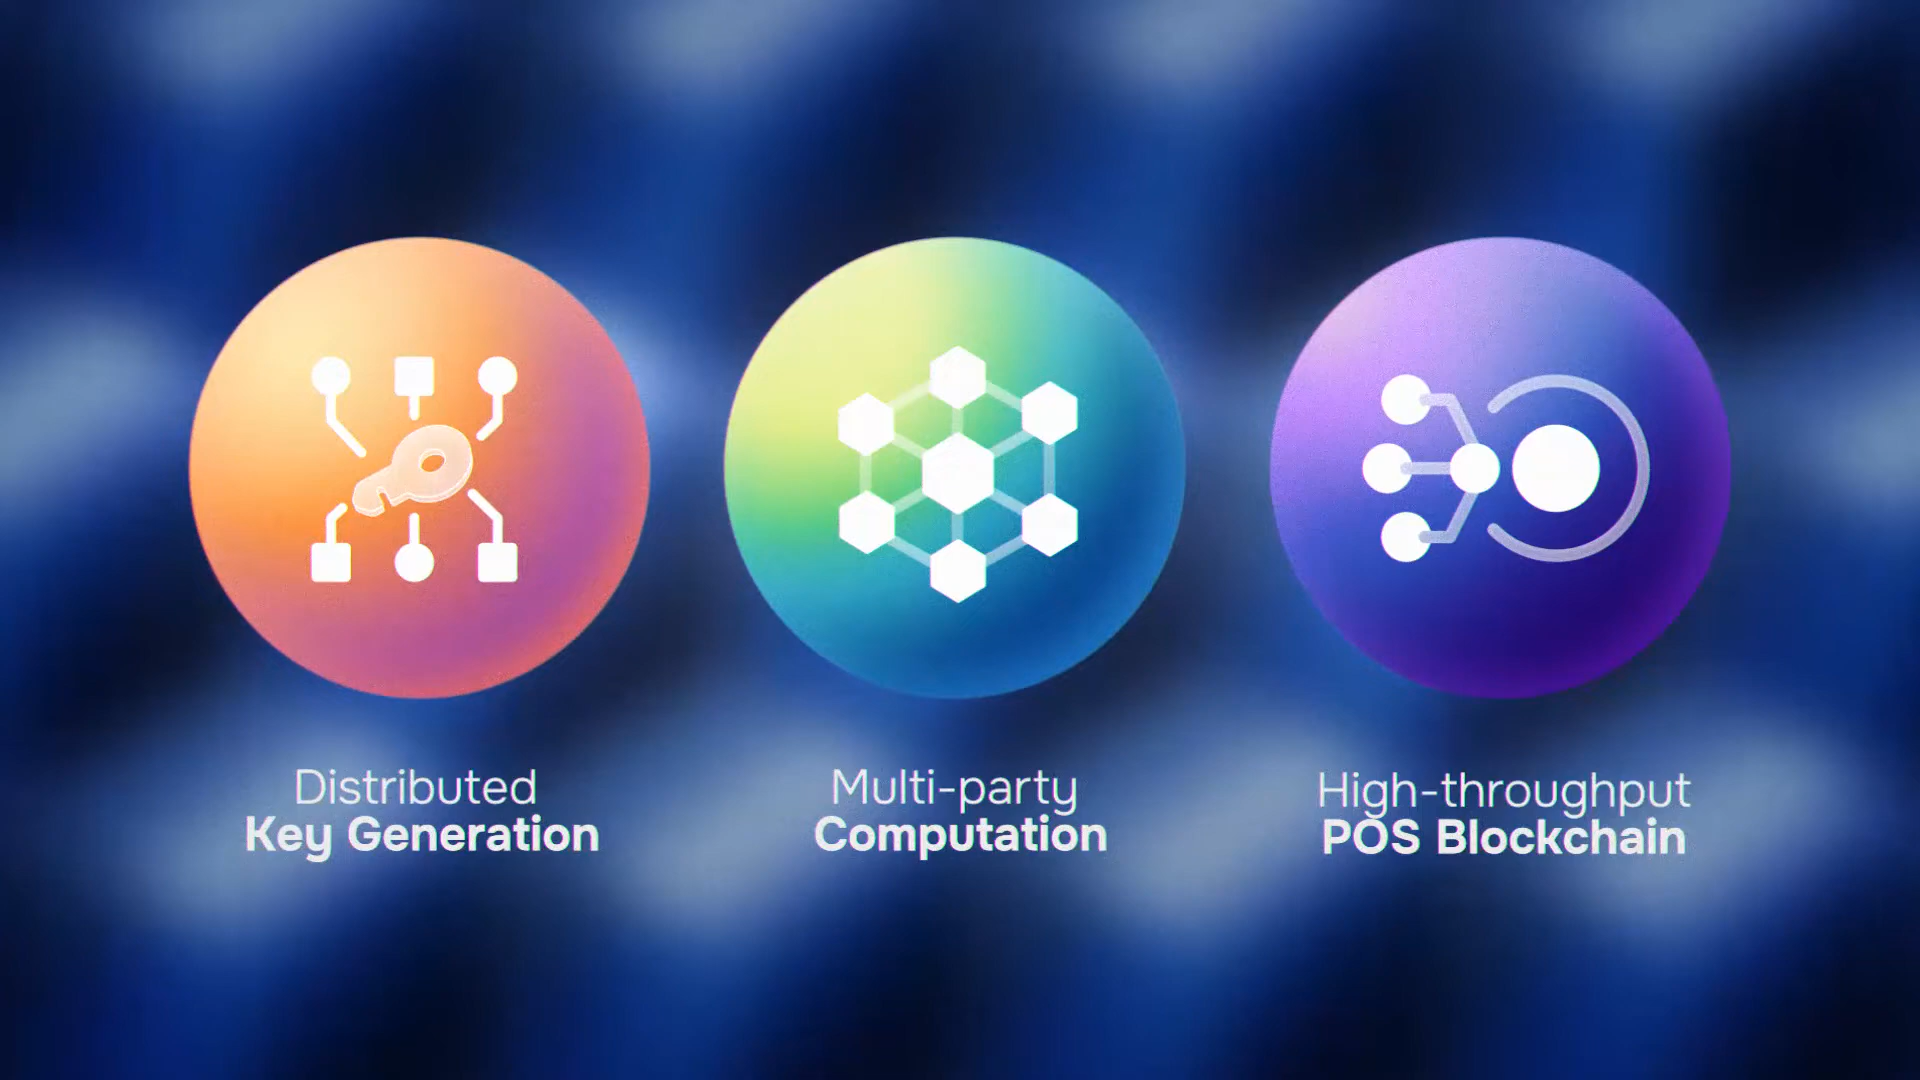 Distributed
Key Generation
Multi-party
Computation
High-throughput
POS Blockchain